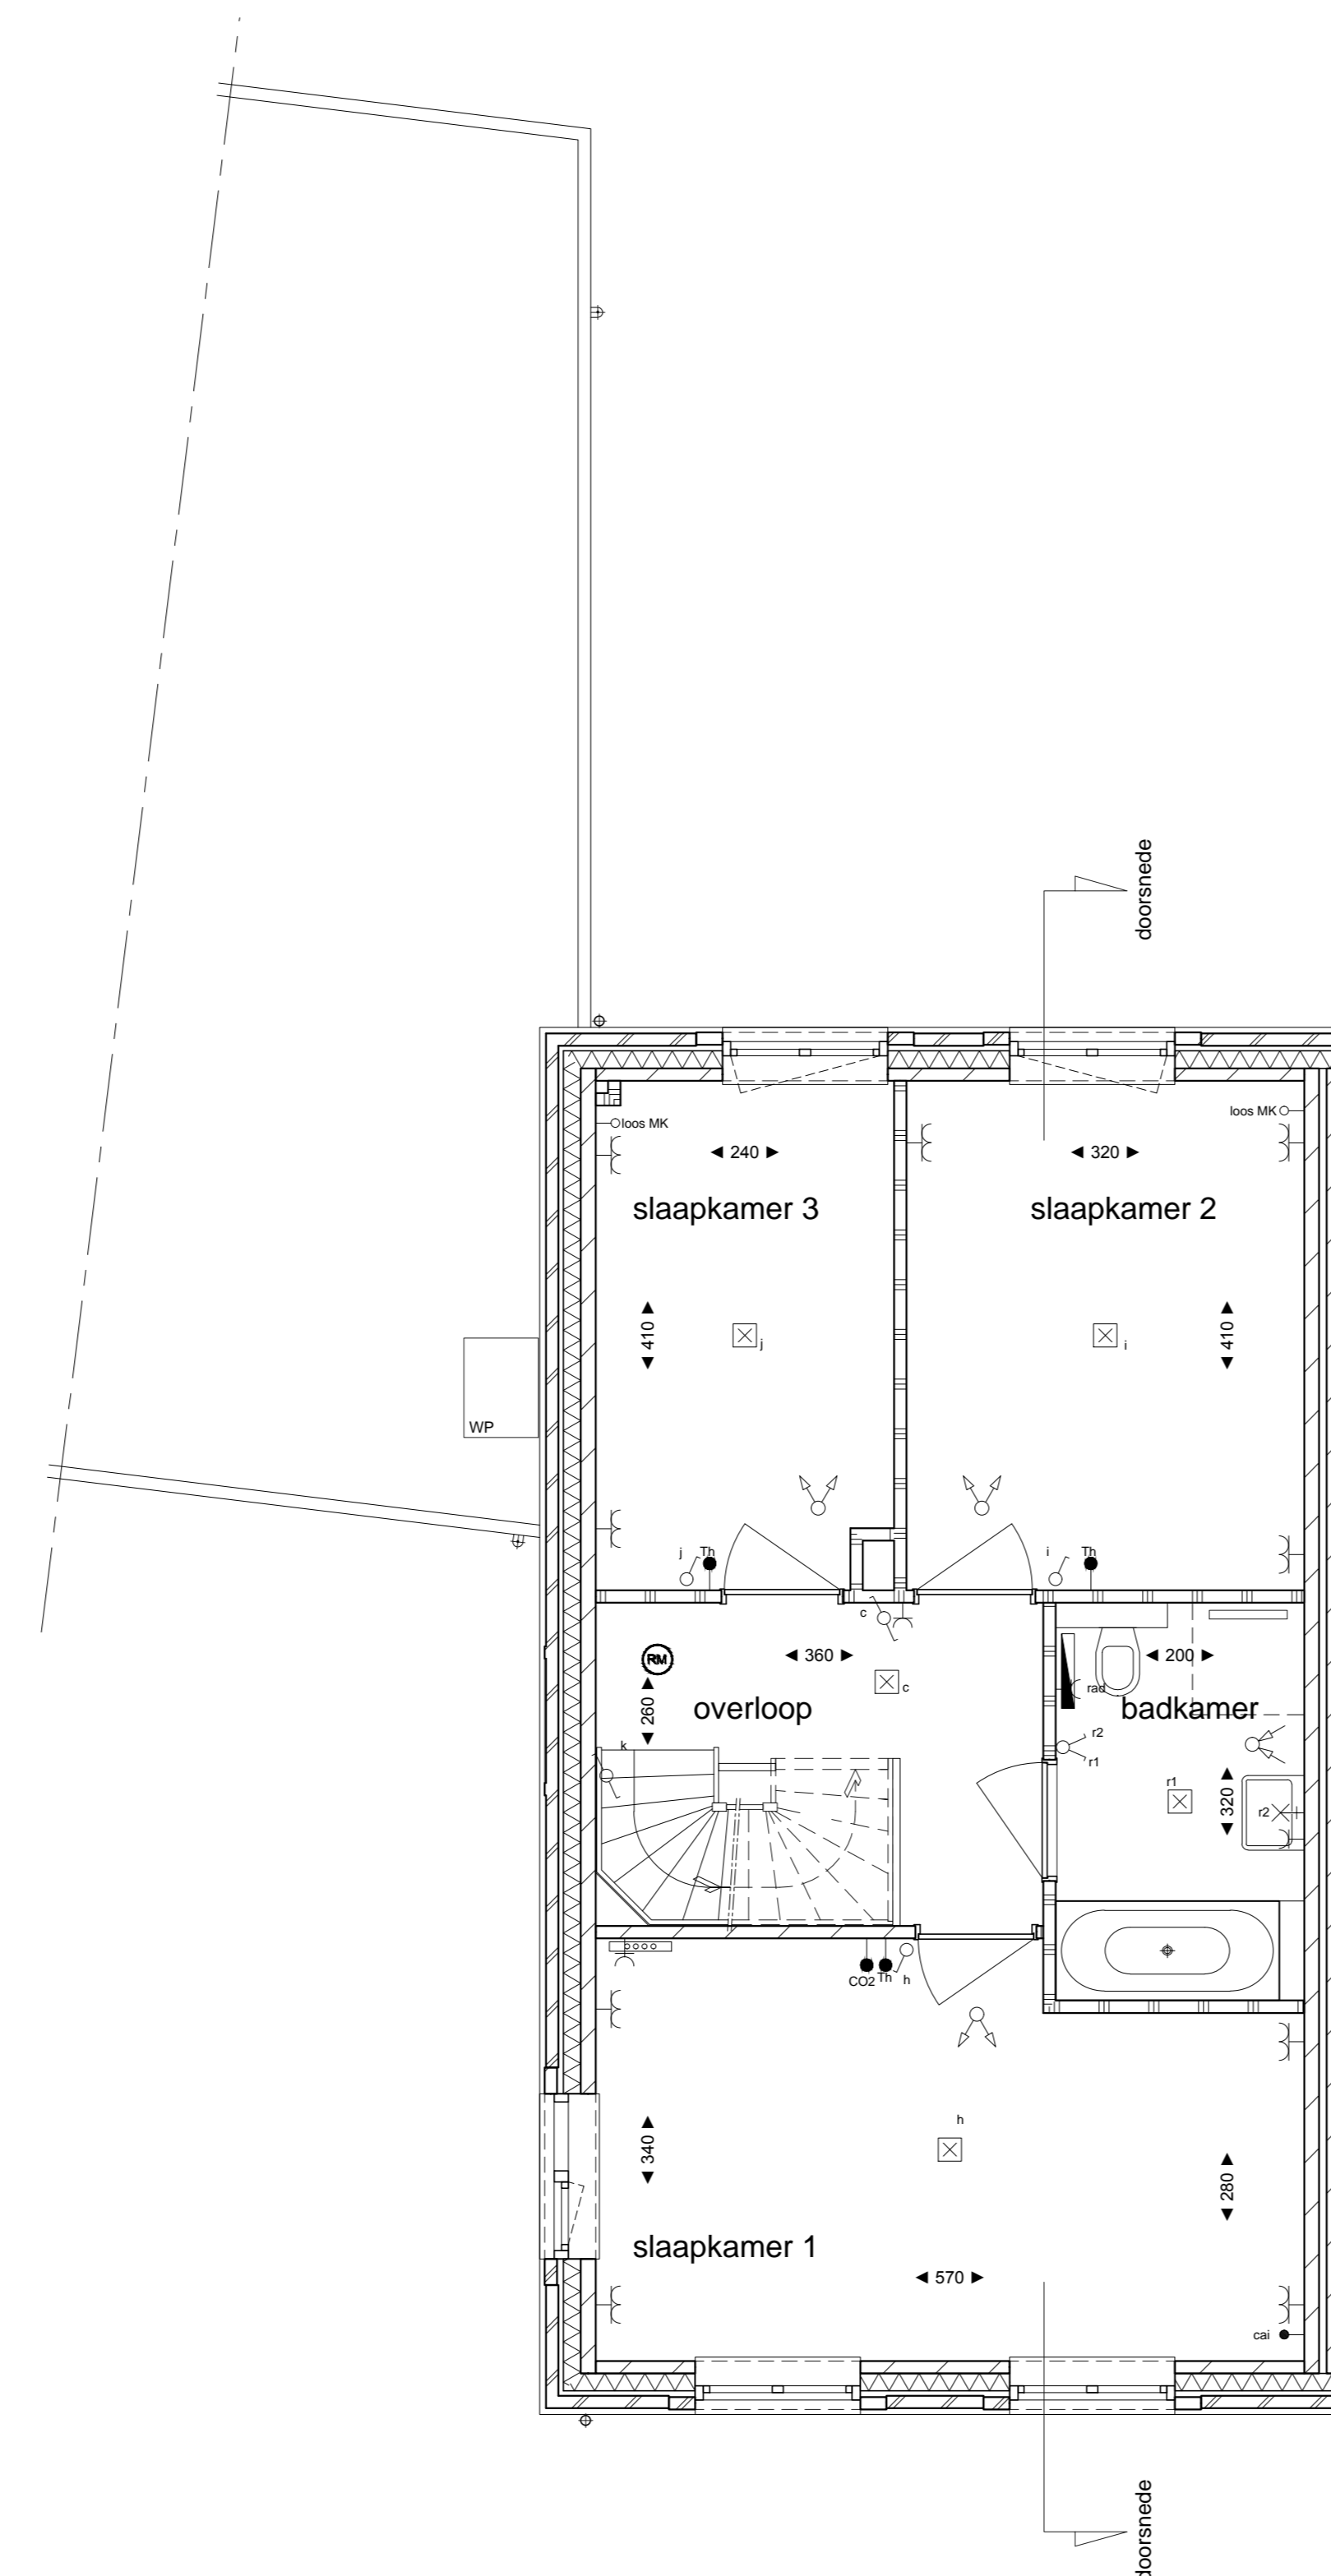 doorsnede
loos MK
loos MK
240
320
slaapkamer 3
slaapkamer 2
410
410
j
i
WP
j
Th
i
Th
c
RM
360
200
260
c
rad
overloop
badkamer
k
r2
r1
r1
320
r2
CO2
Th
h
h
340
280
slaapkamer 1
570
cai
doorsnede